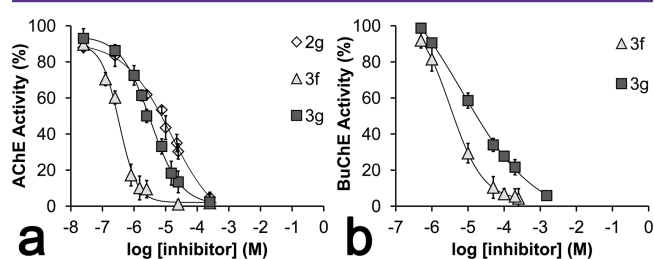 AChE Activity (%)
100
80
60
40
20
0
-8 -7 -6 -5 -4 -3 -2 -1 0
log [inhibitor] (M)
2g
3f
3g
a
BuChE Activity (%)
100
80
60
40
20
0
-7 -6 -5 -4 -3 -2 -1 0
log [inhibitor] (M)
3f
3g
b